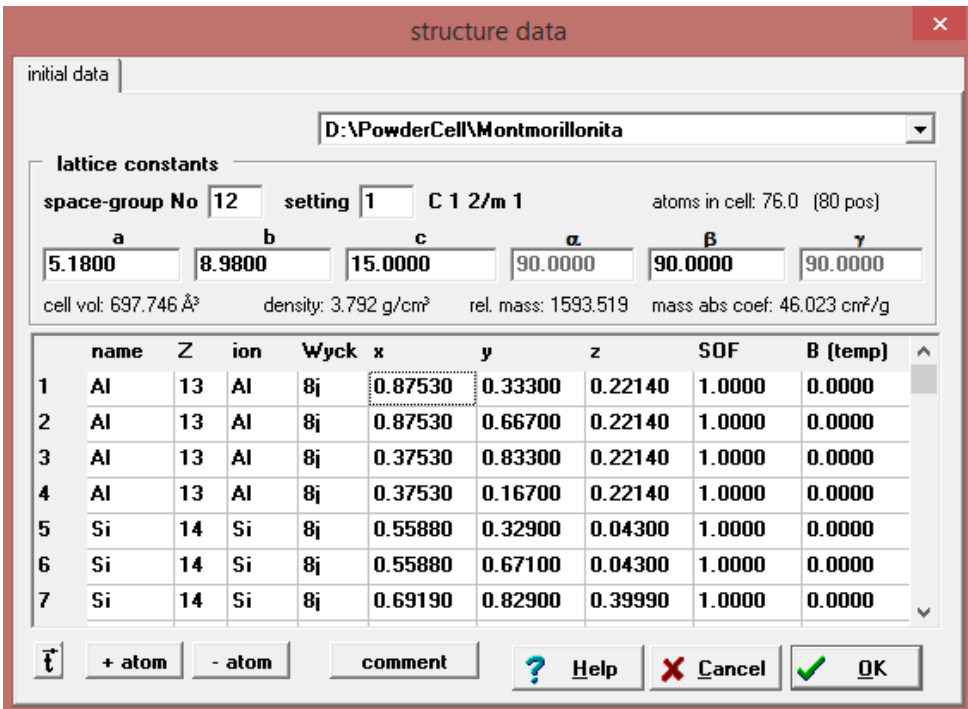 structure data
initial data
D:\PowderCell\Montmorillonita
lattice constants
space-group No 12 setting 1 C 1 2/m 1 atoms in cell: 76.0 (80 pos)
a b c α β γ
5.1800 8.9800 15.0000 90.0000 90.0000 90.0000
cell vol: 697.746 Å³ density: 3.792 g/cm³ rel. mass: 1593.519 mass abs coef: 46.023 cm²/g
name Z ion Wyck x y z SOF B (temp)
1 Al 13 Al 8j 0.87530 0.33300 0.22140 1.0000 0.0000
2 Al 13 Al 8j 0.87530 0.66700 0.22140 1.0000 0.0000
3 Al 13 Al 8j 0.37530 0.83300 0.22140 1.0000 0.0000
4 Al 13 Al 8j 0.37530 0.16700 0.22140 1.0000 0.0000
5 Si 14 Si 8j 0.55880 0.32900 0.04300 1.0000 0.0000
6 Si 14 Si 8j 0.55880 0.67100 0.04300 1.0000 0.0000
7 Si 14 Si 8j 0.69190 0.82900 0.39990 1.0000 0.0000
t + atom - atom comment ? Help Cancel OK